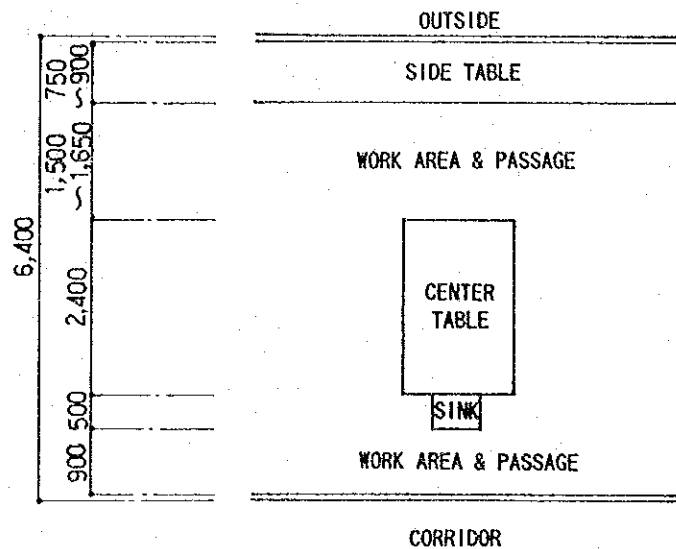 OUTSIDE
SIDE TABLE
WORK AREA & PASSAGE
CENTER
TABLE
SINK
WORK AREA & PASSAGE
CORRIDOR
6,400
750
~900
1,500
~1,650
2,400
500
900